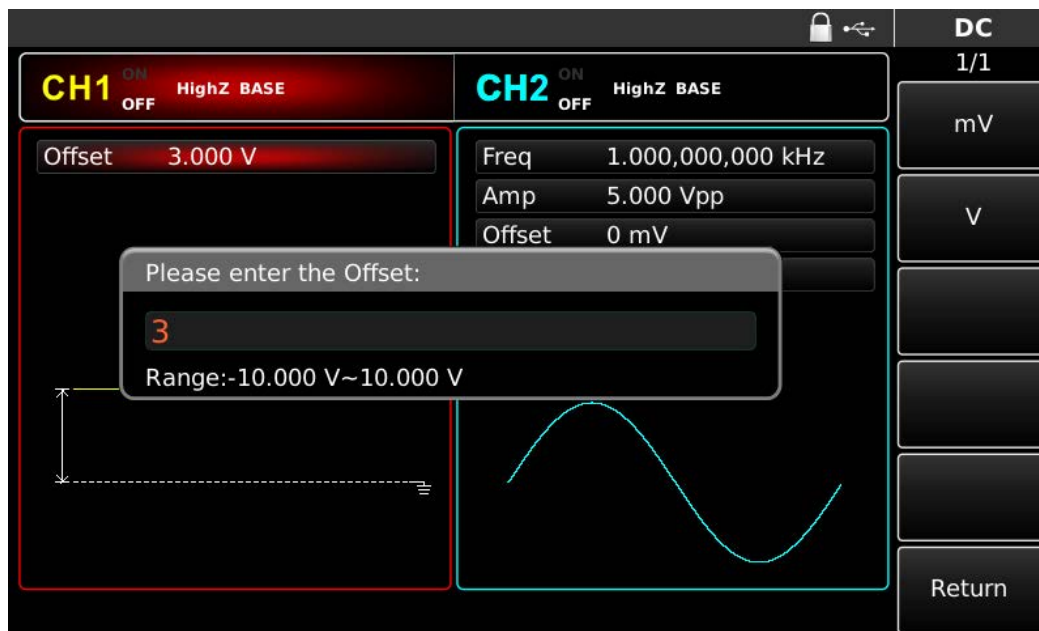 DC
1/1
CH1 ON OFF HighZ BASE
CH2 ON OFF HighZ BASE
Offset 3.000 V
Freq 1.000,000,000 kHz
Amp 5.000 Vpp
Offset 0 mV
Please enter the Offset:
3
Range:-10.000 V~10.000 V
mV
V
Return